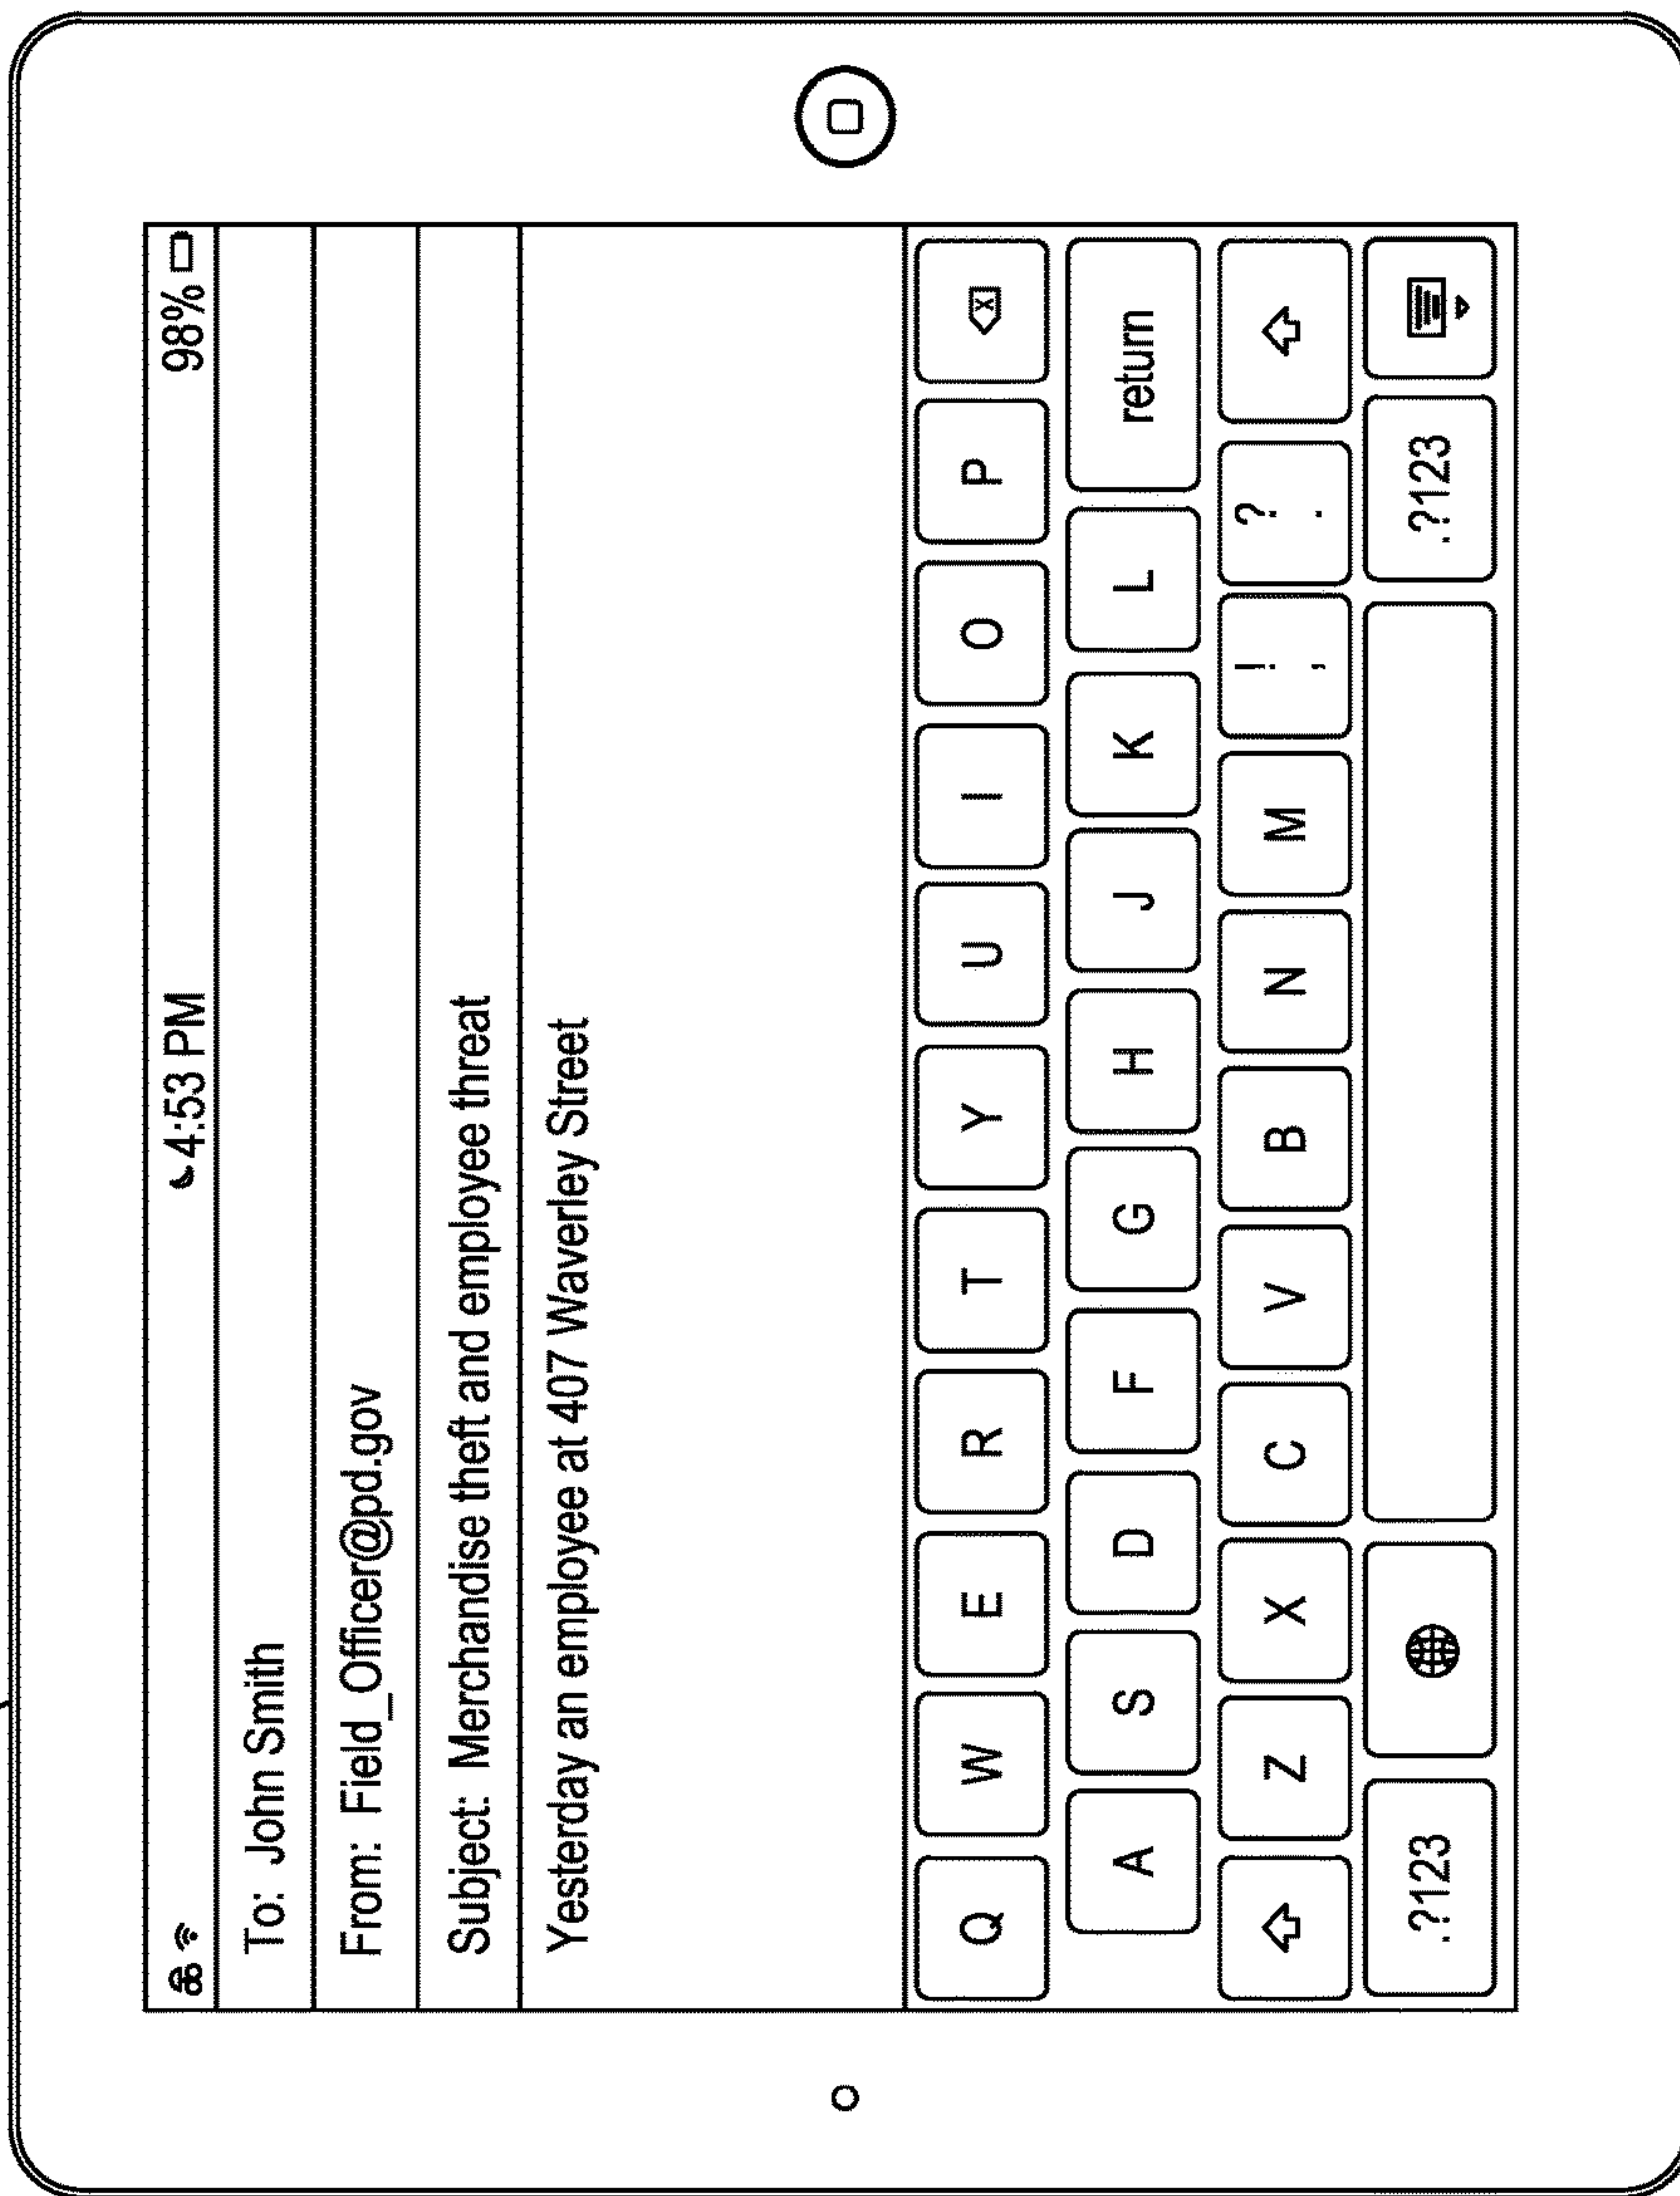 4:53 PM 98%
To: John Smith
From: Field_Officer@pd.gov
Subject: Merchandise theft and employee threat
Yesterday an employee at 407 Waverley Street
Q W E R T Y U I O P X
A S D F G H J K L return
Z X C V B N M ! , ? .
.?123 .?123